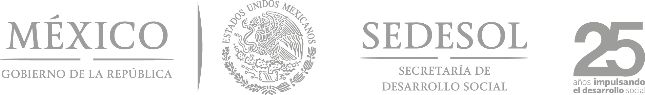 MÉXICO
GOBIERNO DE LA REPÚBLICA
ESTADOS UNIDOS MEXICANOS
SEDESOL
SECRETARÍA DE
DESARROLLO SOCIAL
25
años impulsando
el desarrollo social